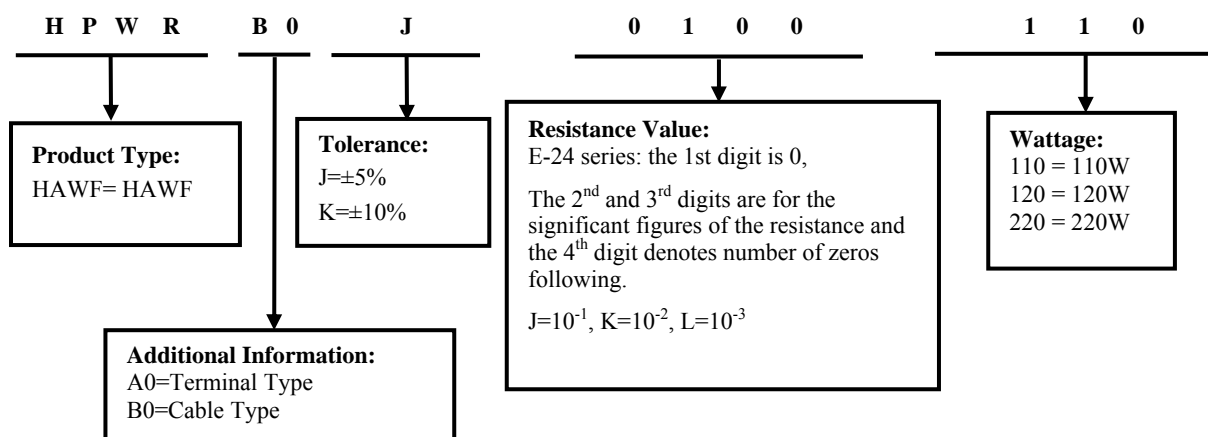 H P W R B 0 J 0 1 0 0 1 1 0
Product Type:
HAWF= HAWF
Tolerance:
J=±5%
K=±10%
Resistance Value:
E-24 series: the 1st digit is 0,
The 2nd and 3rd digits are for the
significant figures of the resistance and
the 4th digit denotes number of zeros
following.
J=10-1, K=10-2, L=10-3
Wattage:
110 = 110W
120 = 120W
220 = 220W
Additional Information:
A0=Terminal Type
B0=Cable Type